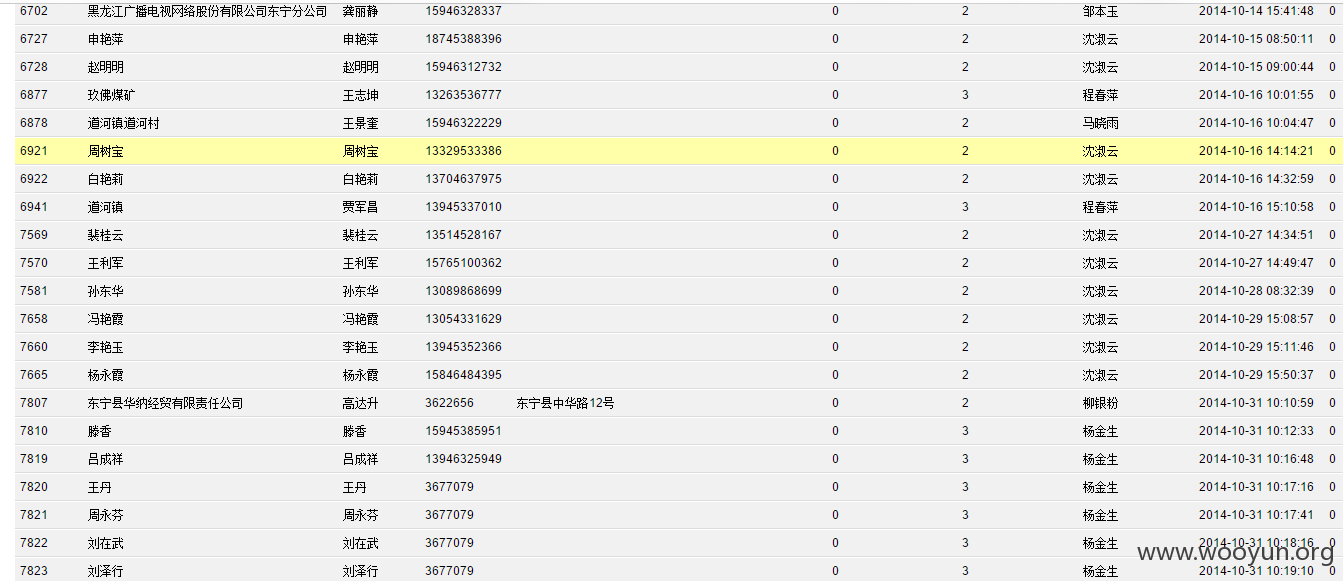 6702 黑龙江广播电视网络股份有限公司东宁分公司 龚丽静 15946328337 0 2 邹本玉 2014-10-14 15:41:48 0
6727 申艳萍 申艳萍 18745388396 0 2 沈淑云 2014-10-15 08:50:11 0
6728 赵明明 赵明明 15946312732 0 2 沈淑云 2014-10-15 09:00:44 0
6877 玖佛煤矿 王志坤 13263536777 0 3 程春萍 2014-10-16 10:01:55 0
6878 道河镇道河村 王景奎 15946322229 0 2 马晓雨 2014-10-16 10:04:47 0
6921 周树宝 周树宝 13329533386 0 2 沈淑云 2014-10-16 14:14:21 0
6922 白艳莉 白艳莉 13704637975 0 2 沈淑云 2014-10-16 14:32:59 0
6941 道河镇 贾军昌 13945337010 0 3 程春萍 2014-10-16 15:10:58 0
7569 裴桂云 裴桂云 13514528167 0 2 沈淑云 2014-10-27 14:34:51 0
7570 王利军 王利军 15765100362 0 2 沈淑云 2014-10-27 14:49:47 0
7581 孙东华 孙东华 13089868699 0 2 沈淑云 2014-10-28 08:32:39 0
7658 冯艳霞 冯艳霞 13054331629 0 2 沈淑云 2014-10-29 15:08:57 0
7660 李艳玉 李艳玉 13945352366 0 2 沈淑云 2014-10-29 15:11:46 0
7665 杨永霞 杨永霞 15846484395 0 2 沈淑云 2014-10-29 15:50:37 0
7807 东宁县华纳经贸有限责任公司 高达升 3622656 东宁县中华路12号 0 2 柳银粉 2014-10-31 10:10:59 0
7810 滕香 滕香 15945385951 0 3 杨金生 2014-10-31 10:12:33 0
7819 吕成祥 吕成祥 13946325949 0 3 杨金生 2014-10-31 10:16:48 0
7820 王丹 王丹 3677079 0 3 杨金生 2014-10-31 10:17:16 0
7821 周永芬 周永芬 3677079 0 3 杨金生 2014-10-31 10:17:41 0
7822 刘在武 刘在武 3677079 0 3 杨金生 2014-10-31 10:18:16 0
www.wooyun.org
7823 刘泽行 刘泽行 3677079 0 3 杨金生 2014-10-31 10:19:10 0